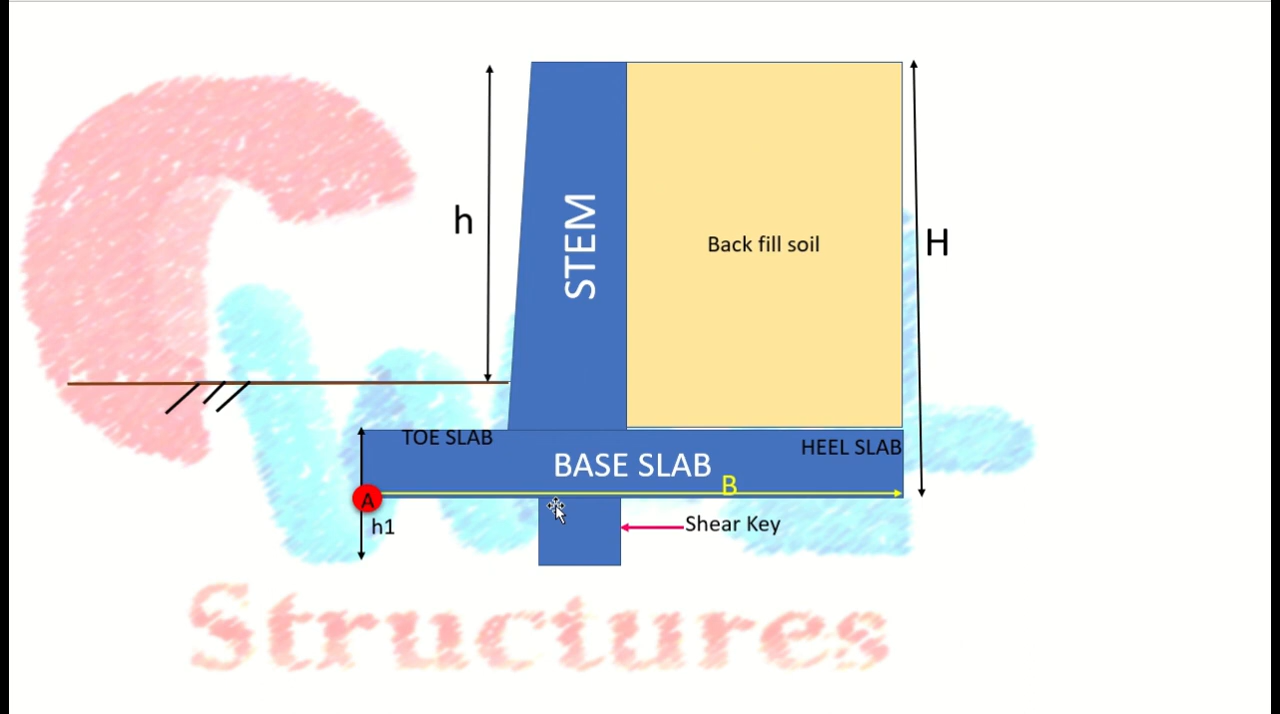 h
STEM
Back fill soil
H
TOE SLAB
HEEL SLAB
BASE SLAB
B
A
h1
Shear Key
Structures